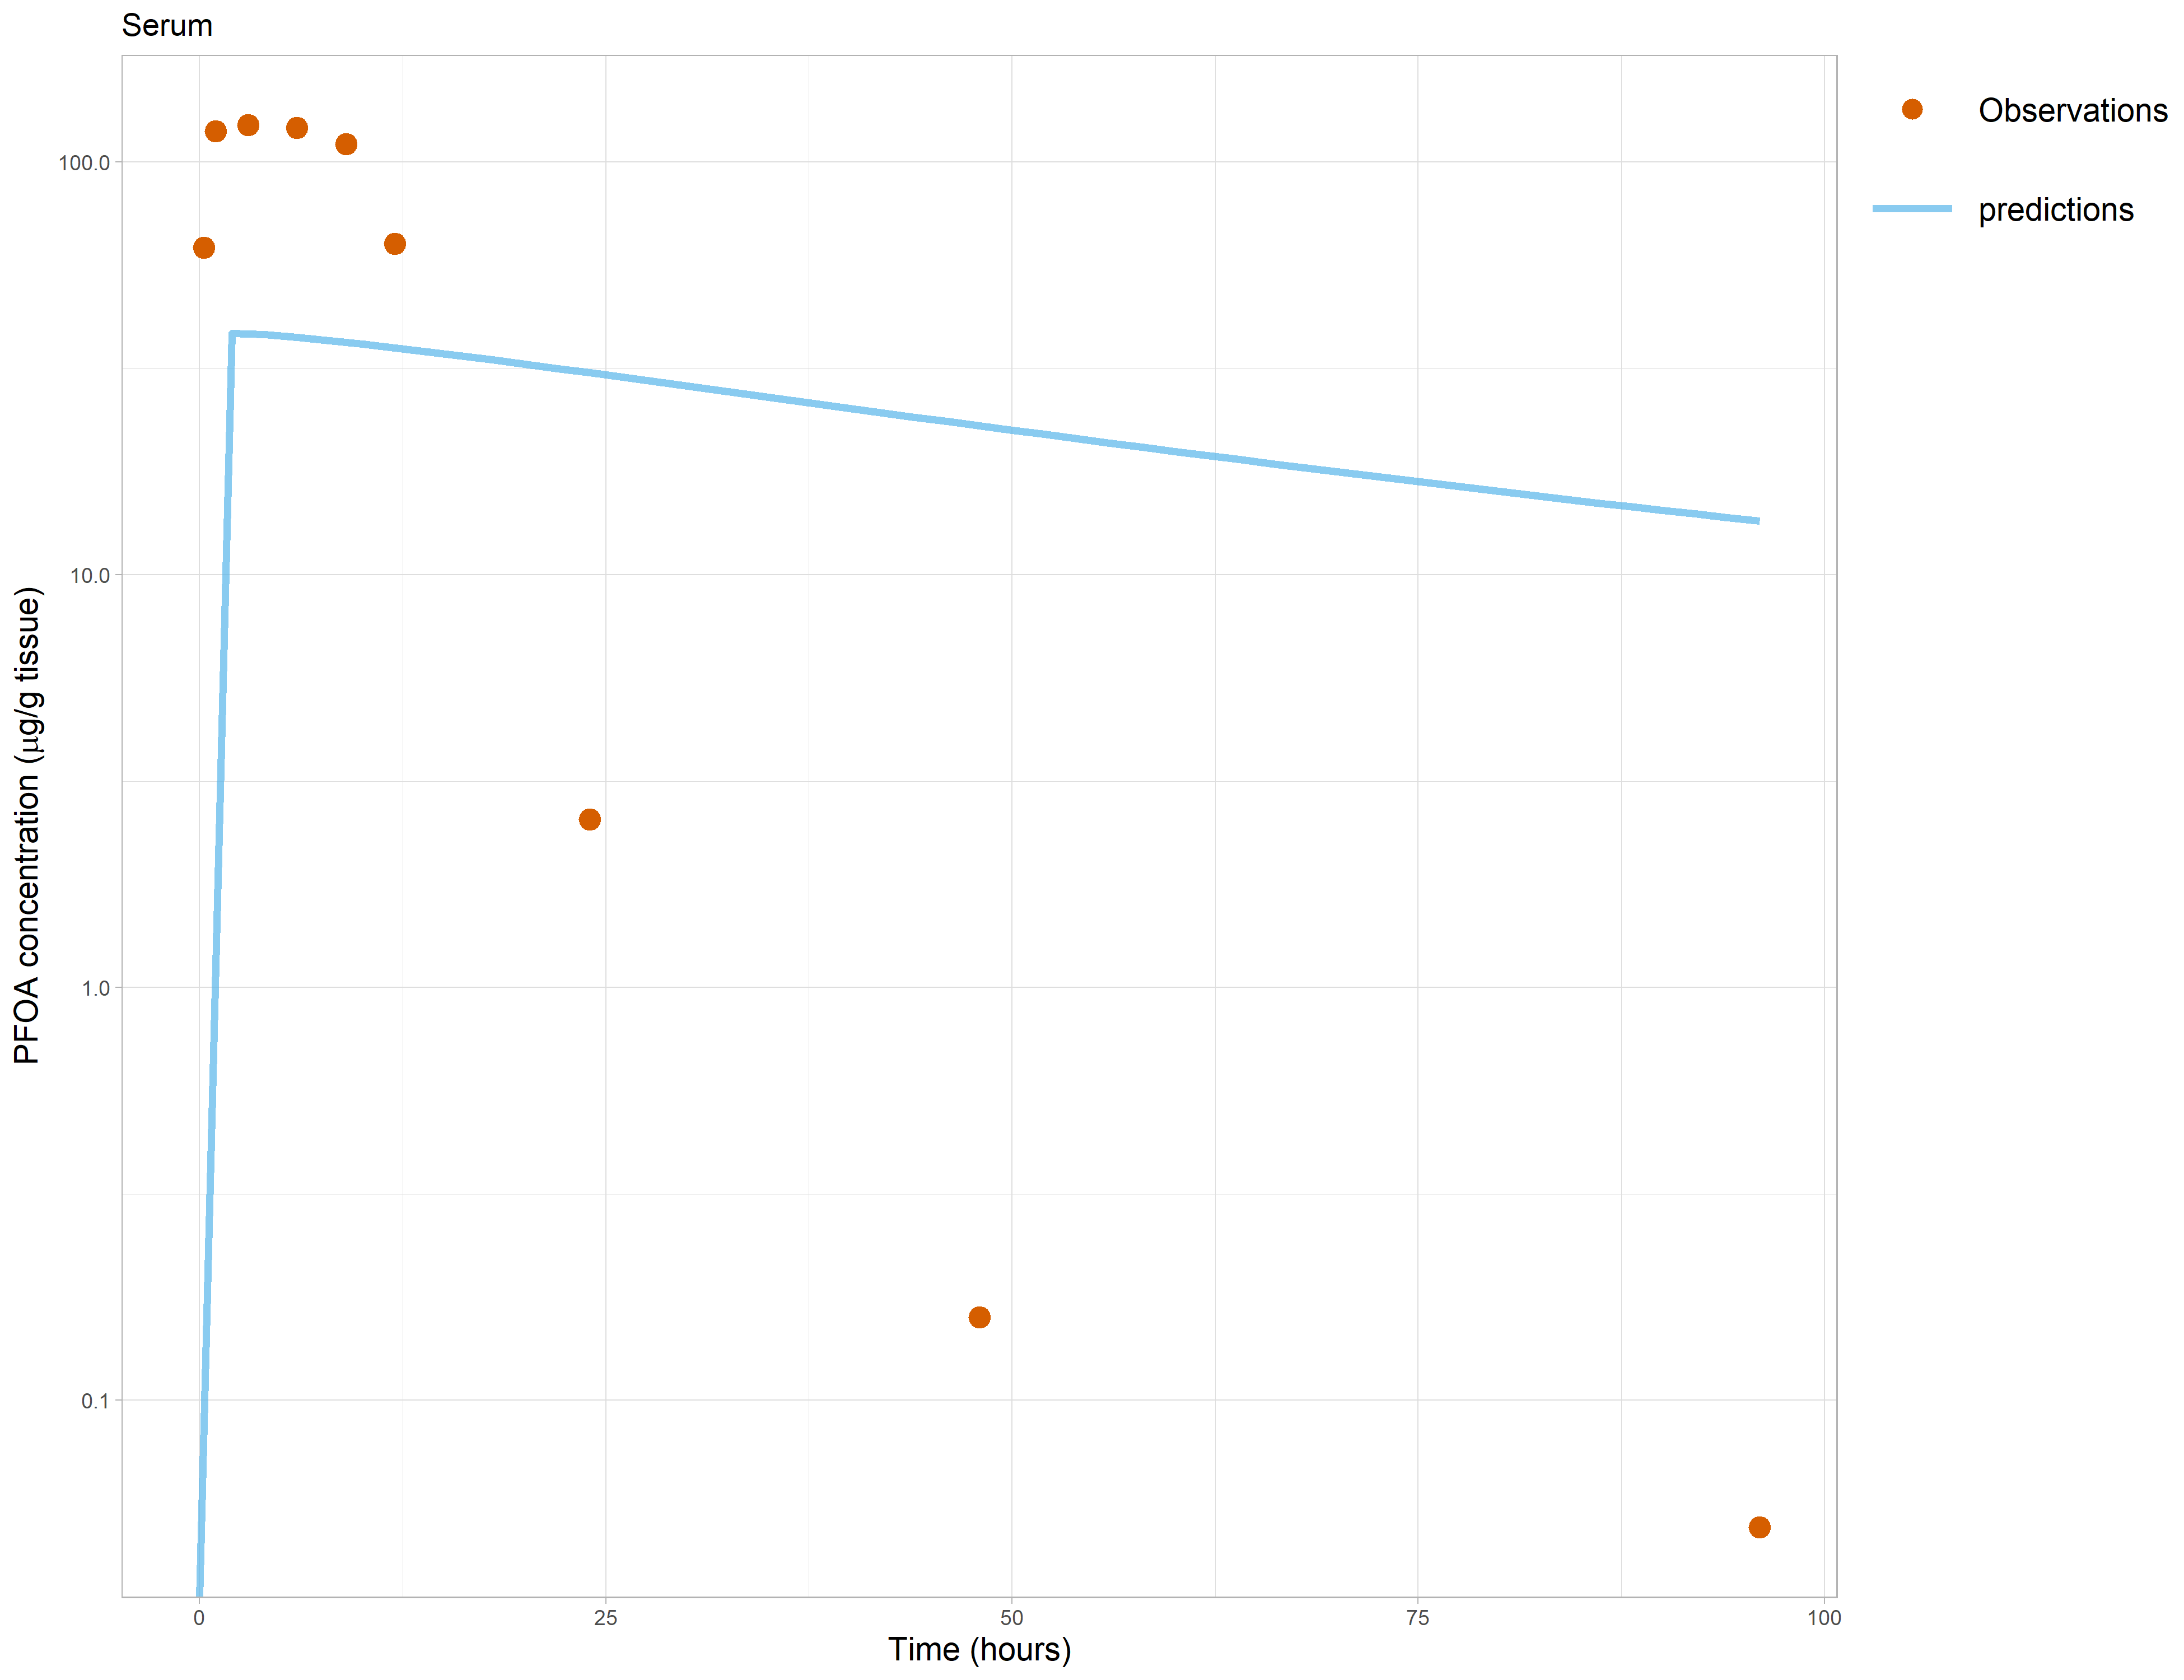 Serum
Observations
predictions
100.0
10.0
1.0
0.1
PFOA concentration (μg/g tissue)
0
25
50
75
100
Time (hours)